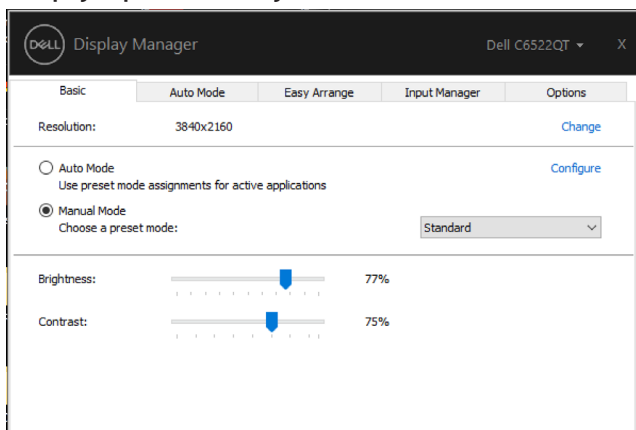 DELL Display Manager Dell C6522QT X
Basic Auto Mode Easy Arrange Input Manager Options
Resolution: 3840x2160 Change
Auto Mode Configure
Use preset mode assignments for active applications
Manual Mode
Choose a preset mode: Standard
Brightness: 77%
Contrast: 75%